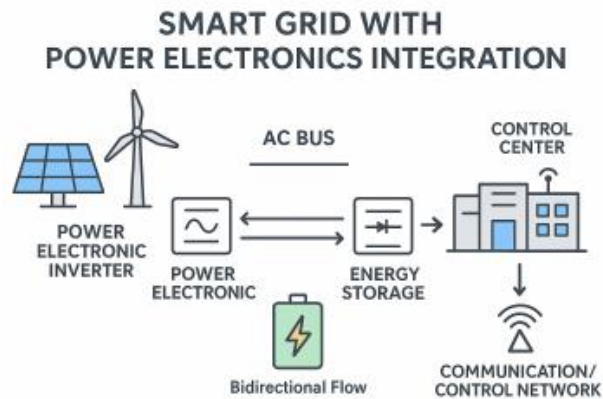 SMART GRID WITH
POWER ELECTRONICS INTEGRATION
AC BUS
CONTROL
CENTER
POWER
ELECTRONIC
INVERTER
POWER
ELECTRONIC
ENERGY
STORAGE
Bidirectional Flow
COMMUNICATION/
CONTROL NETWORK